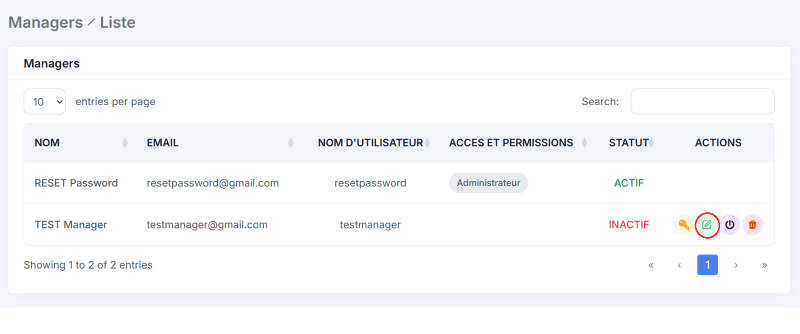 Managers / Liste
Managers
10 entries per page Search:
NOM EMAIL NOM D'UTILISATEUR ACCES ET PERMISSIONS STATUT ACTIONS
RESET Password resetpassword@gmail.com resetpassword Administrateur ACTIF
TEST Manager testmanager@gmail.com testmanager INACTIF
Showing 1 to 2 of 2 entries « ‹ 1 › »